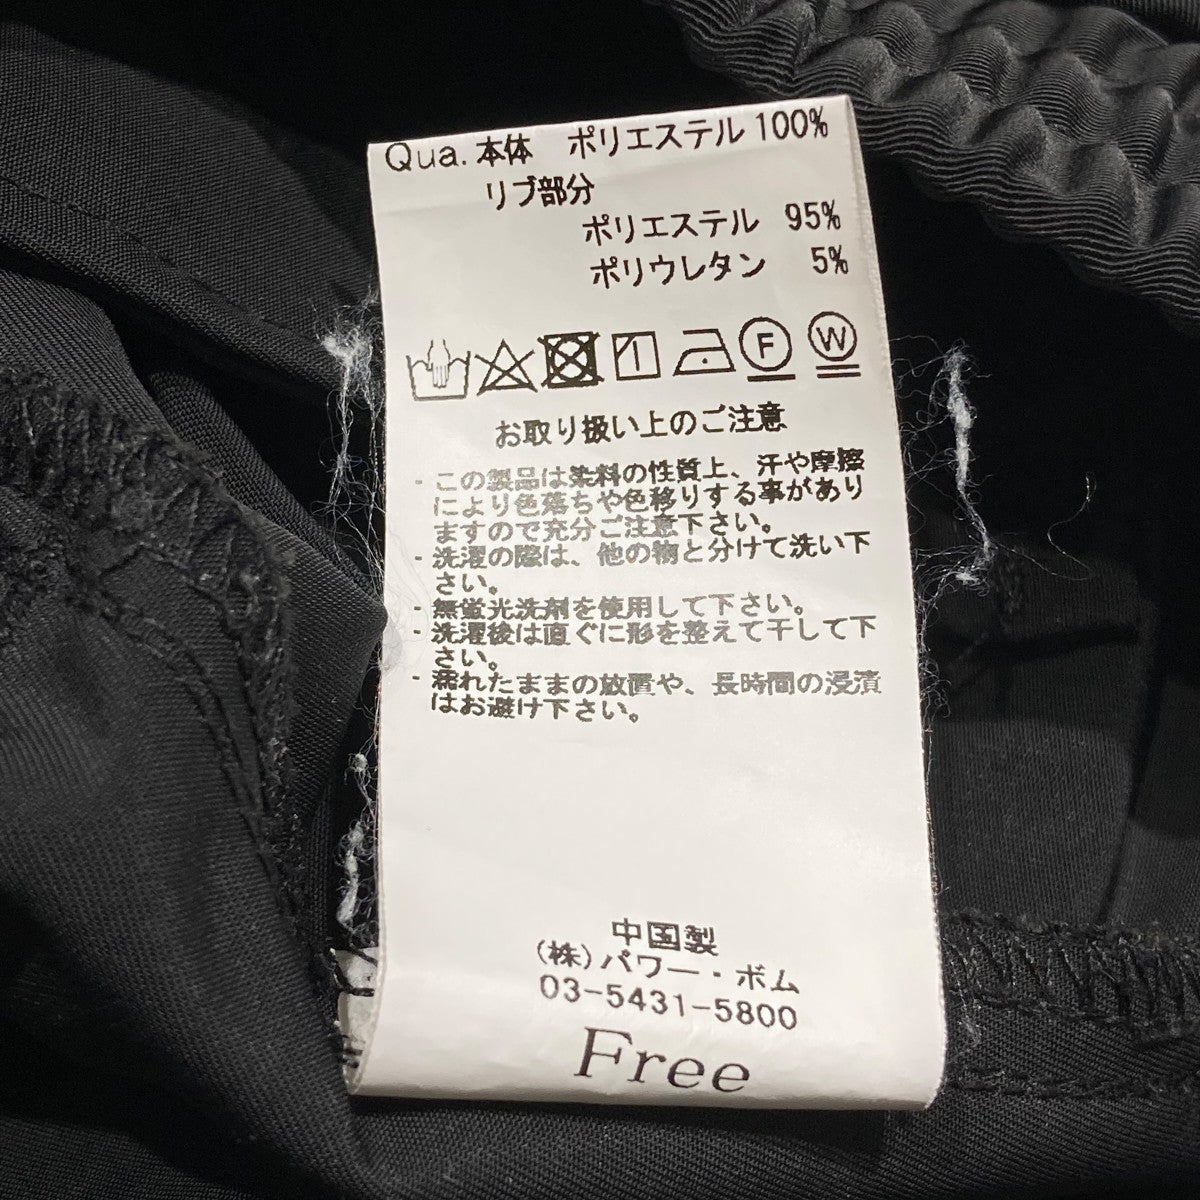 Qua. 本体 ポリエステル 100%
リブ部分
ポリエステル 95%
ポリウレタン 5%
F W
お取り扱い上のご注意
・この製品は染料の性質上、汗や摩擦
により色落ちや色移りする事があり
ますので充分ご注意下さい。
・洗濯の際は、他の物と分けて洗い下
さい。
・無蛍光洗剤を使用して下さい。
・洗濯後は直ぐに形を整えて干して下
さい。
・濡れたままの放置や、長時間の浸漬
はお避け下さい。
中国製
(株)パワー・ボム
03-5431-5800
Free